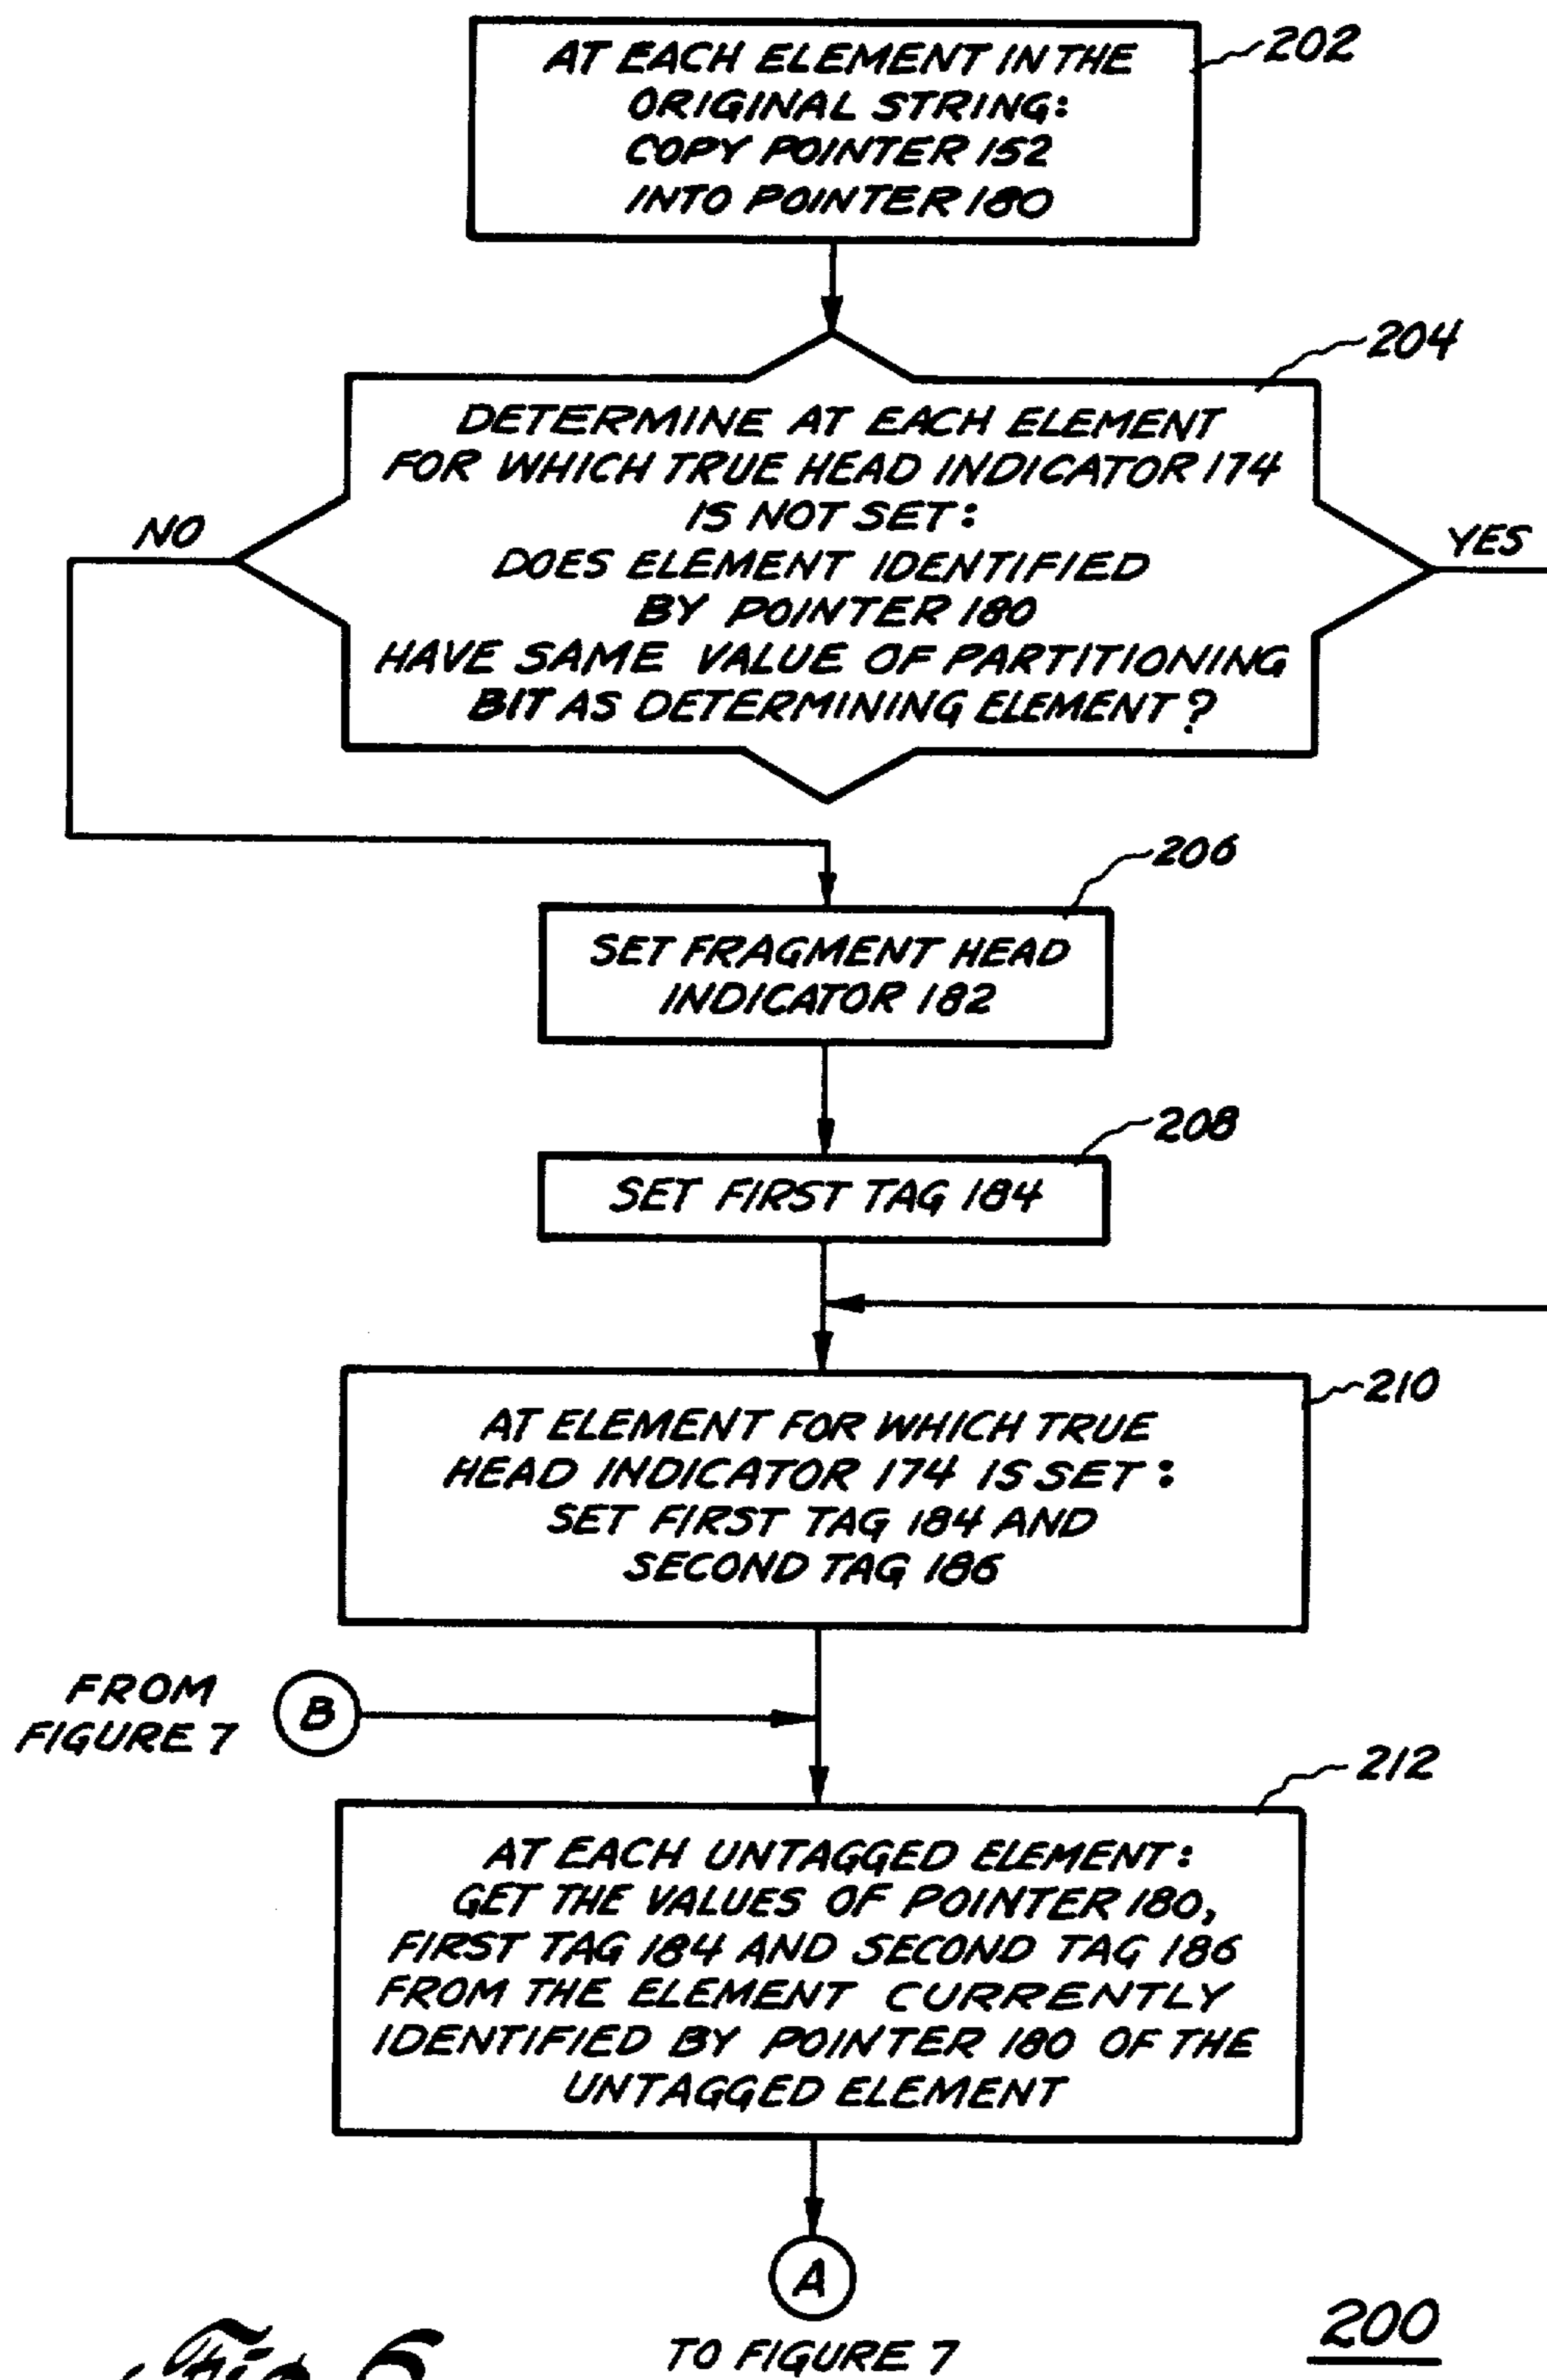 AT EACH ELEMENT IN THE
ORIGINAL STRING:
COPY POINTER 152
INTO POINTER 180
202
204
DETERMINE AT EACH ELEMENT
FOR WHICH TRUE HEAD INDICATOR 174
IS NOT SET:
DOES ELEMENT IDENTIFIED
BY POINTER 180
HAVE SAME VALUE OF PARTITIONING
BIT AS DETERMINING ELEMENT?
NO
YES
206
SET FRAGMENT HEAD
INDICATOR 182
208
SET FIRST TAG 184
210
AT ELEMENT FOR WHICH TRUE
HEAD INDICATOR 174 IS SET:
SET FIRST TAG 184 AND
SECOND TAG 186
FROM
FIGURE 7
B
212
AT EACH UNTAGGED ELEMENT:
GET THE VALUES OF POINTER 180,
FIRST TAG 184 AND SECOND TAG 186
FROM THE ELEMENT CURRENTLY
IDENTIFIED BY POINTER 180 OF THE
UNTAGGED ELEMENT
A
TO FIGURE 7
200
Fig 6